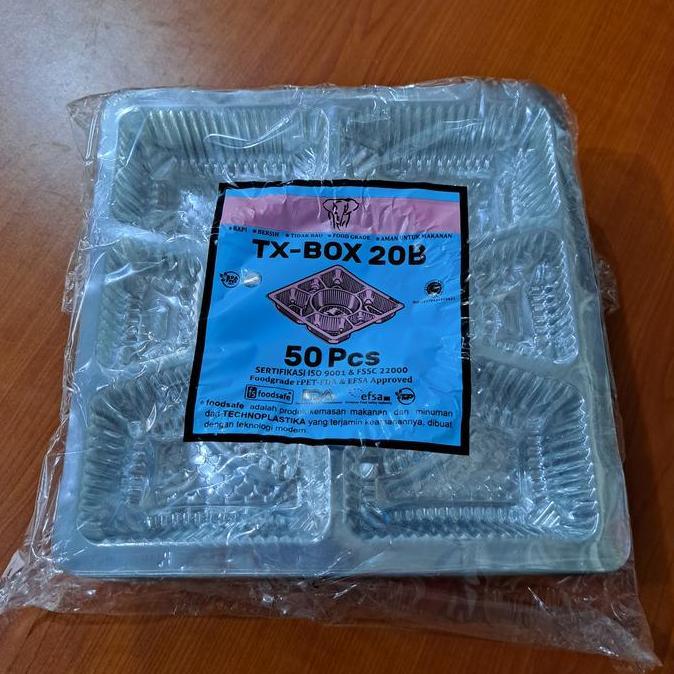 ★ RAPI ★ BERSIH ★ TIDAK BAU ★ FOOD GRADE ★ AMAN UNTUK MAKANAN
TX-BOX 20B
50 Pcs
SERTIFIKASI ISO 9001 & FSSC 22000
Foodgrade rPET-FDA & EFSA Approved
fs foodsafe FDA efsa
★ foodsafe adalah produk kemasan makanan dan minuman
dari TECHNOPLASTIKA yang terjamin keamanannya, dibuat
dengan teknologi modern.